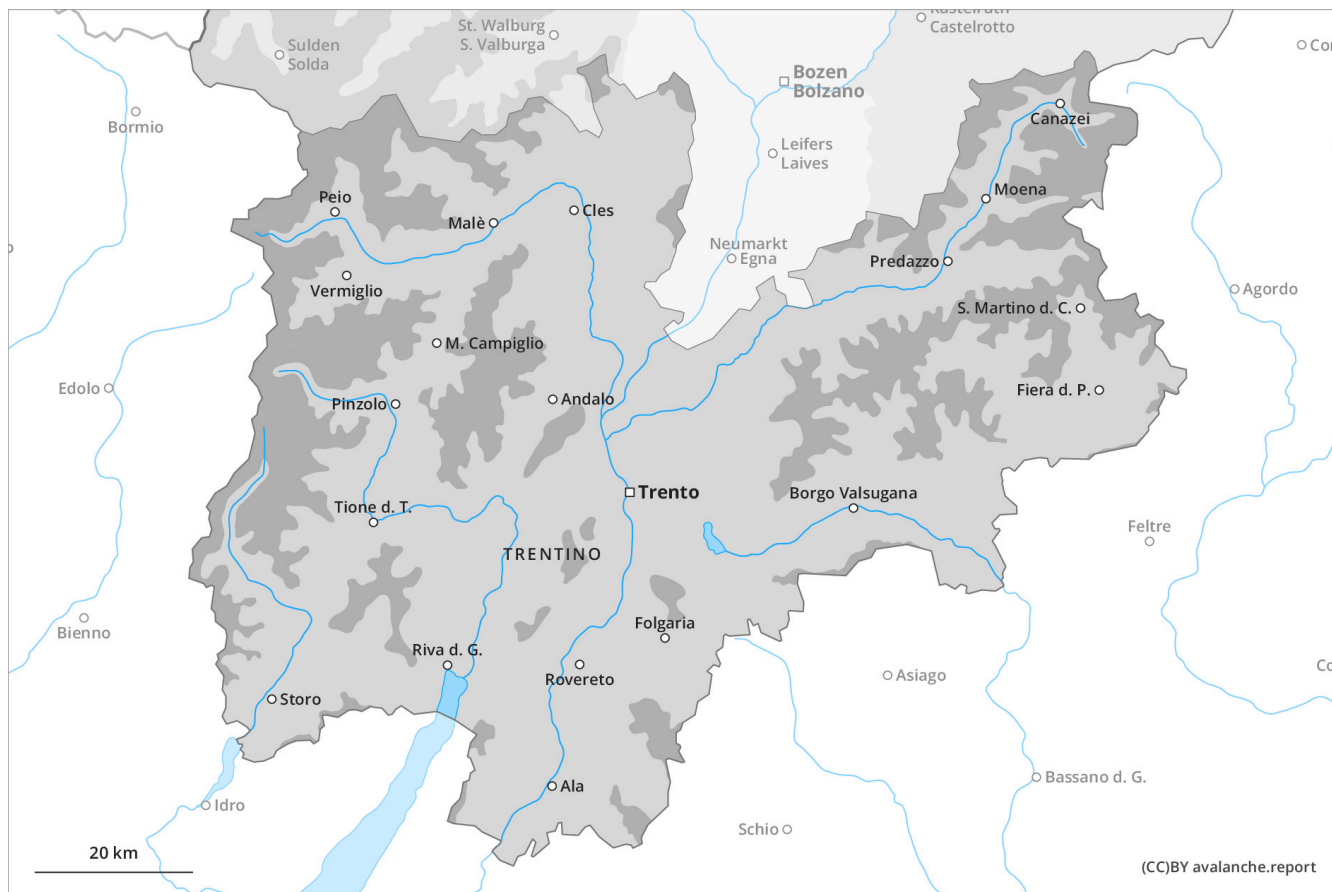 Kastelruth
Castelrotto
St. Walburg
S. Valburga
Sulden
Solda
Bozen
Bolzano
Bormio
Canazei
Leifers
Laives
Peio
Moena
Malè
Cles
Neumarkt
Egna
Predazzo
Vermiglio
Agordo
S. Martino d. C.
M. Campiglio
Edolo
Fiera d. P.
Pinzolo
Andalo
Trento
Borgo Valsugana
Tione d. T.
Feltre
TRENTINO
Bienno
Folgaria
Riva d. G.
Asiago
Rovereto
Storo
Bassano d. G.
Ala
Idro
Schio
20 km
(CC)BY avalanche.report